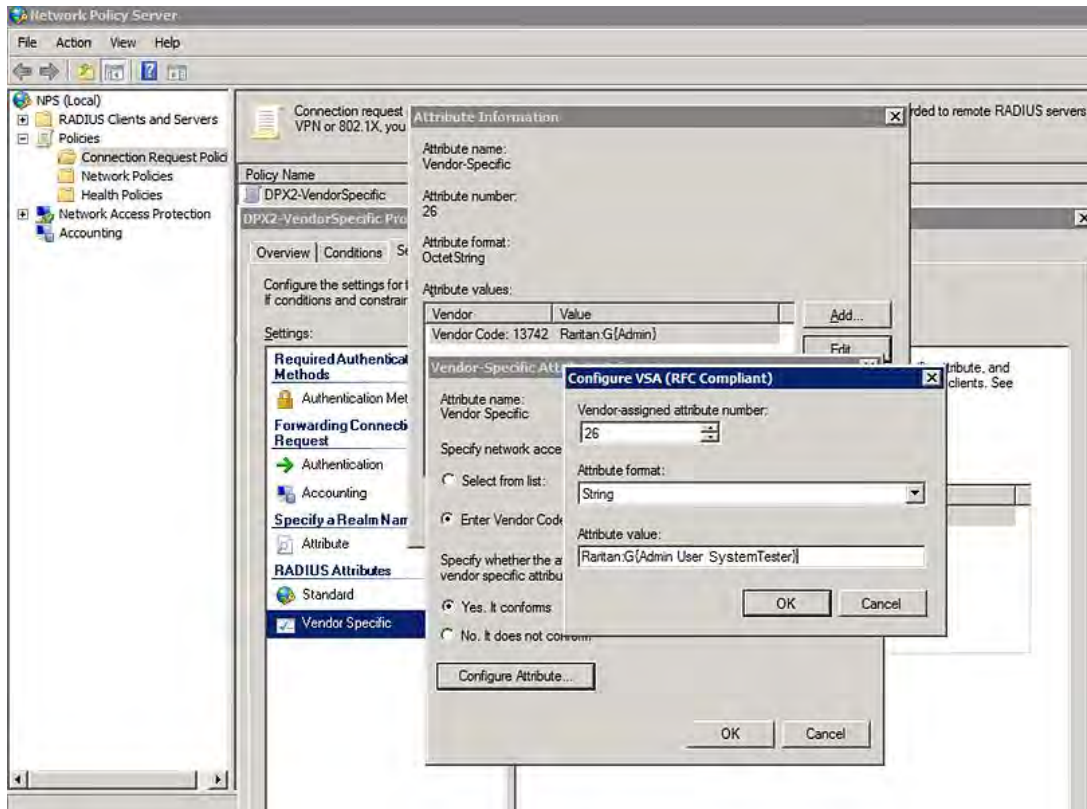 Network Policy Server
File Action View Help
NPS (Local)
RADIUS Clients and Servers
Policies
Connection Request Polici
Network Policies
Health Policies
Network Access Protection
Accounting
Connection request
VPN or 802.1X, you
rded to remote RADIUS servers
Policy Name
DPX2-VendorSpecific
DPX2-VendorSpecific Pro
Overview Conditions Se
Configure the settings for
If conditions and constrain
Settings:
Required Authenticat
Methods
Authentication Met
Forwarding Connecti
Request
Authentication
Accounting
Specify a Realm Nam
Attribute
RADIUS Attributes
Standard
Vendor Specific
Attribute Information
Attribute name:
Vendor-Specific
Attribute number:
26
Attribute format:
OctetString
Attribute values:
Vendor Value
Vendor Code: 13742 Raritan:G{Admin}
Add...
Edit
Vendor-Specific Att
Attribute name:
Vendor Specific
Specify network acce
Select from list:
Enter Vendor Code
Specify whether the a
vendor specific attribu
Yes. It conforms
No. It does not conform
Configure Attribute...
OK Cancel
Configure VSA (RFC Compliant)
Vendor-assigned attribute number:
26
Attribute format:
String
Attribute value:
Raritan:G{Admin User SystemTester}
OK Cancel
tribute, and
clients. See